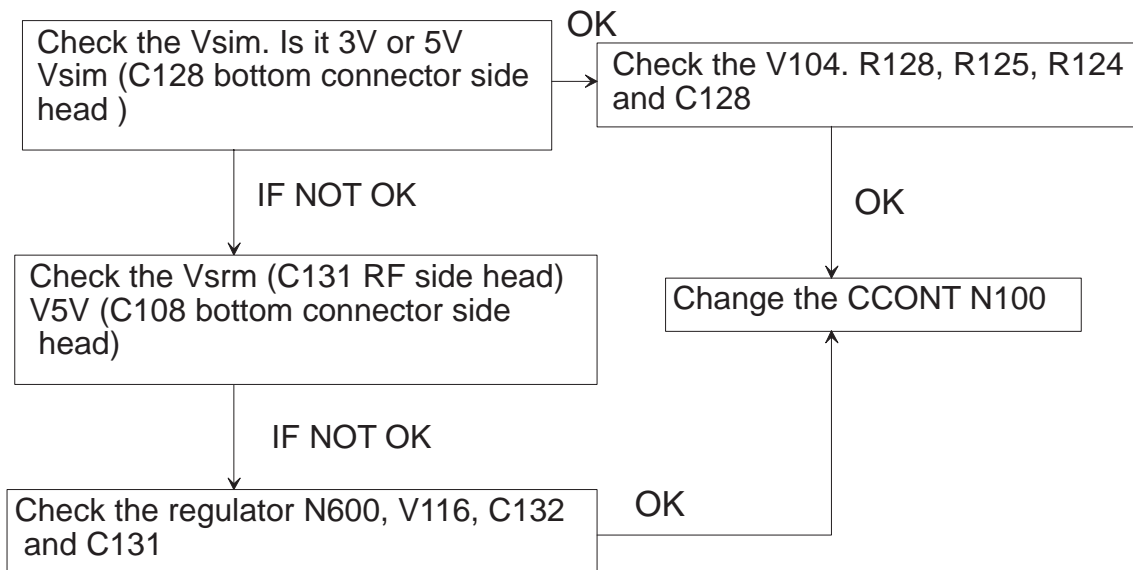 Check the Vsim. Is it 3V or 5V
Vsim (C128 bottom connector side
head )
OK
Check the V104. R128, R125, R124
and C128
IF NOT OK
OK
Check the Vsrm (C131 RF side head)
V5V (C108 bottom connector side
head)
Change the CCONT N100
IF NOT OK
Check the regulator N600, V116, C132
and C131
OK